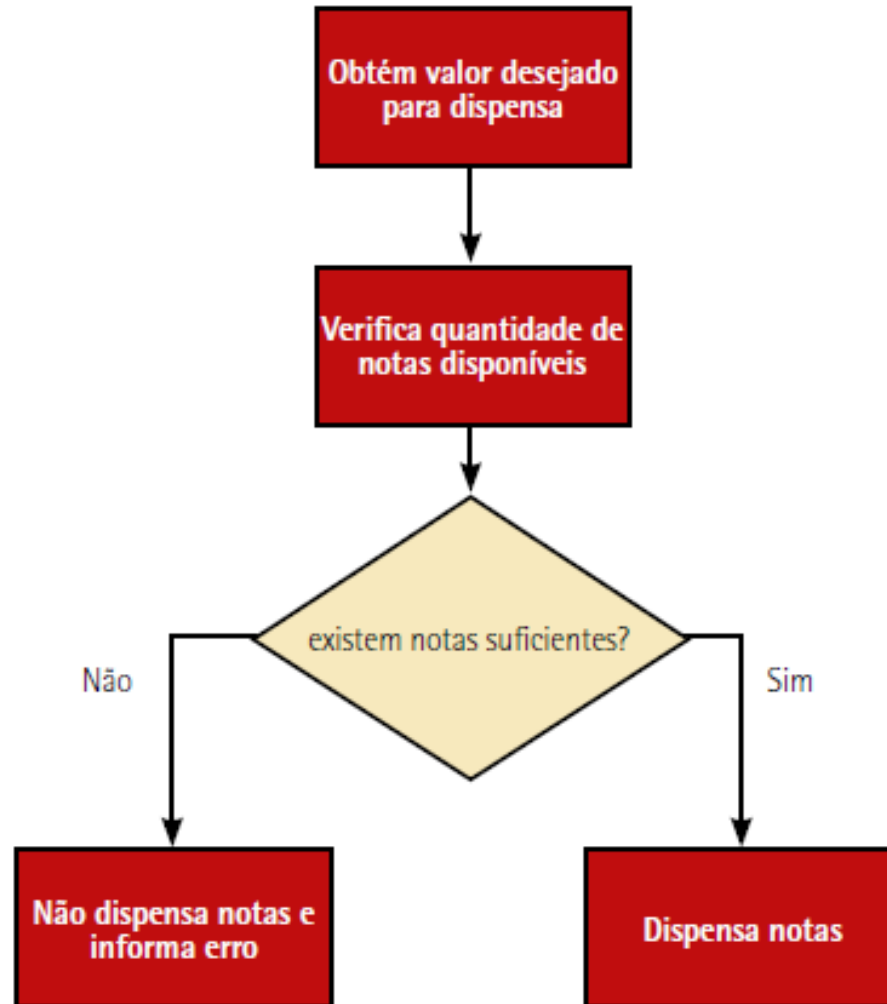 Obtém valor desejado
para dispensa
Verifica quantidade de
notas disponíveis
existem notas suficientes?
Não
Sim
Não dispensa notas e
informa erro
Dispensa notas